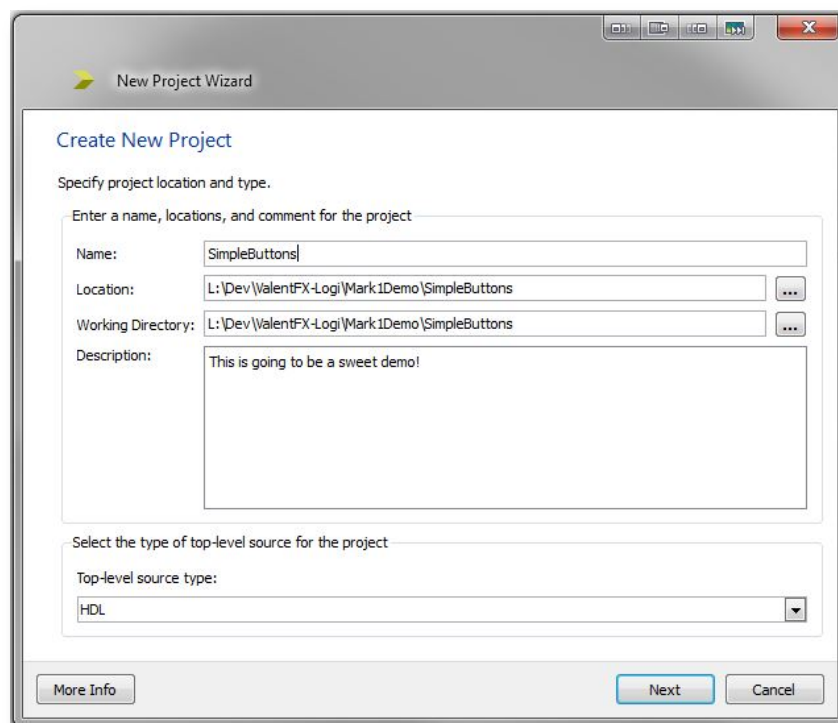 New Project Wizard
Create New Project
Specify project location and type.
Enter a name, locations, and comment for the project
Name: SimpleButtons
Location: L:\Dev\ValentFX-Logi\Mark1Demo\SimpleButtons ...
Working Directory: L:\Dev\ValentFX-Logi\Mark1Demo\SimpleButtons ...
Description: This is going to be a sweet demo!
Select the type of top-level source for the project
Top-level source type:
HDL
More Info Next Cancel